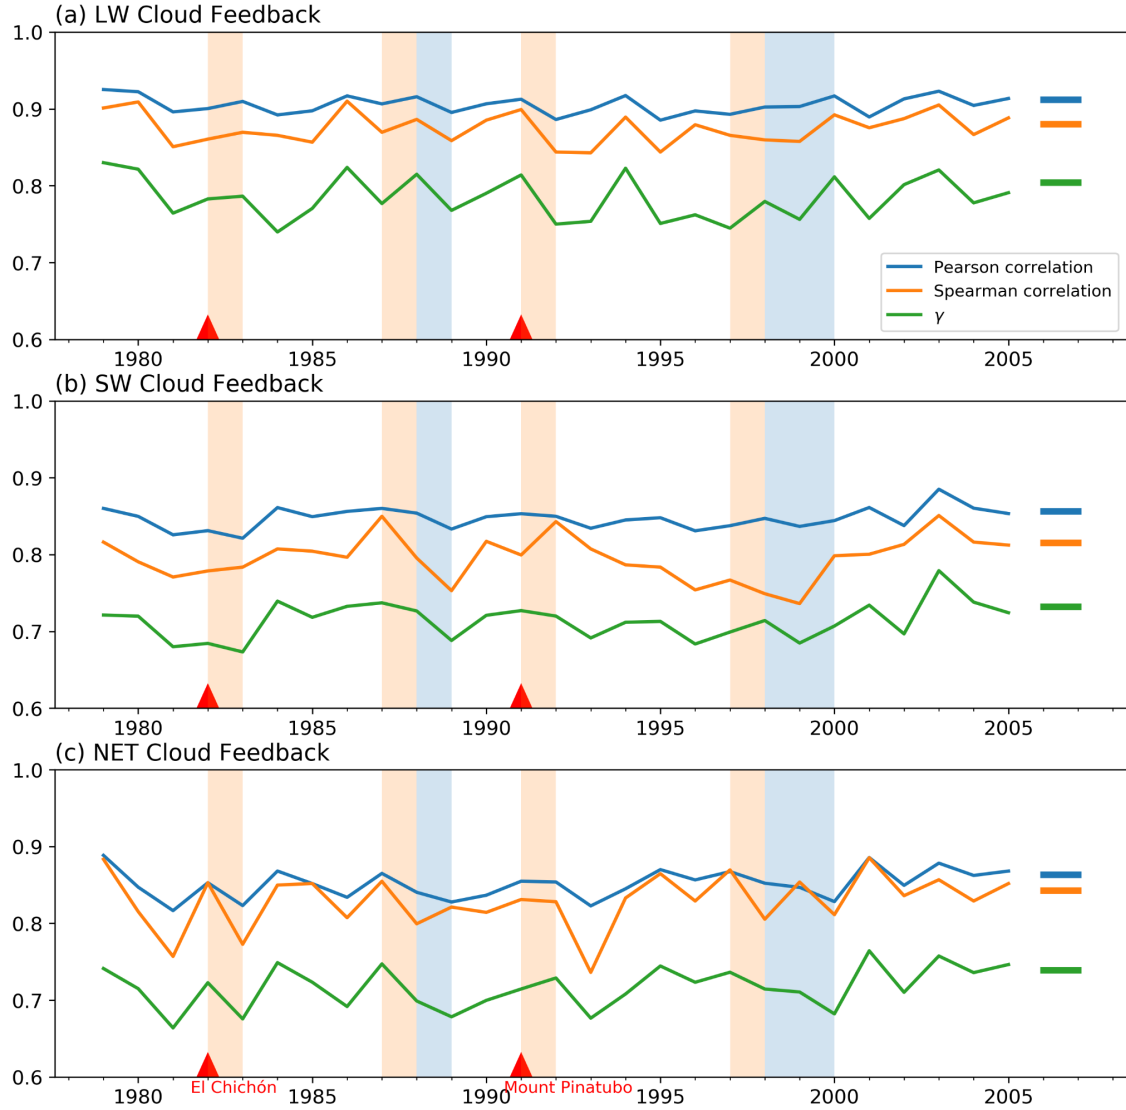 (a) LW Cloud Feedback
1.0
0.9
0.8
0.7
0.6
Pearson correlation
Spearman correlation
γ
1980 1985 1990 1995 2000 2005
(b) SW Cloud Feedback
1.0
0.9
0.8
0.7
0.6
1980 1985 1990 1995 2000 2005
(c) NET Cloud Feedback
1.0
0.9
0.8
0.7
0.6
El Chichón Mount Pinatubo
1980 1985 1990 1995 2000 2005